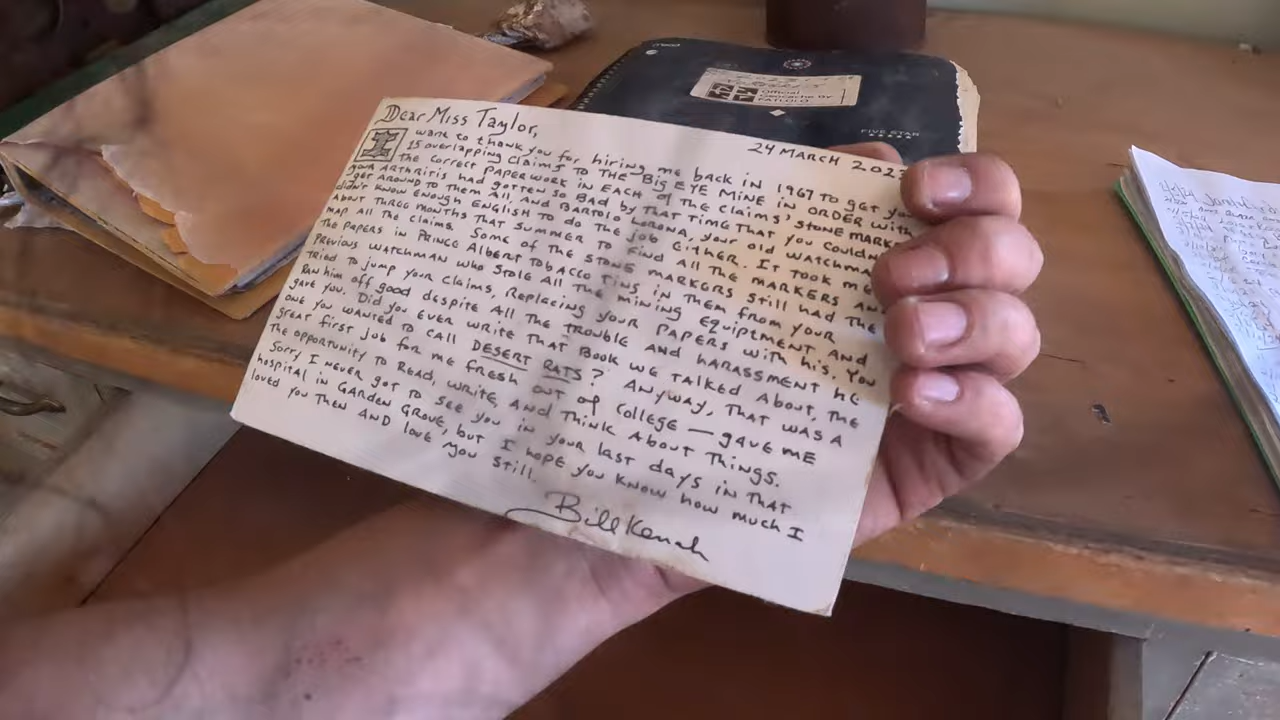 Dear Miss Taylor,
24 MARCH 202
I want to thank you for hiring me back in 1967 to get you
15 overlapping claims to the Big Eye Mine in order with
the correct paperwork in each of the claims' stone
your arthritis had gotten so bad by that time that you
get around to them all, and Bartolo Lorona, your old
didn't know enough English to do the job either. It took me
about three months that summer to find all the markers and
map all the claims. Some of the stone markers still had the
the papers in Prince Albert tobacco tins in them from your
previous watchman who stole all the mining equiptment, and
tried to jump your claims, replacing your papers with his. You
ran him off good despite all the trouble and harassment he
gave you. Did you ever write that book we talked about, the
one you wanted to call DESERT RATS? Anyway, that was a
great first job for me fresh out of college — gave me
the opportunity to read, write, and think about things.
Sorry I never got to see you in your last days in that
hospital in Garden Grove, but I hope you know how much I
loved you then and love you still.
Bill Kenah
Official
Geocache By
FIVE STAR